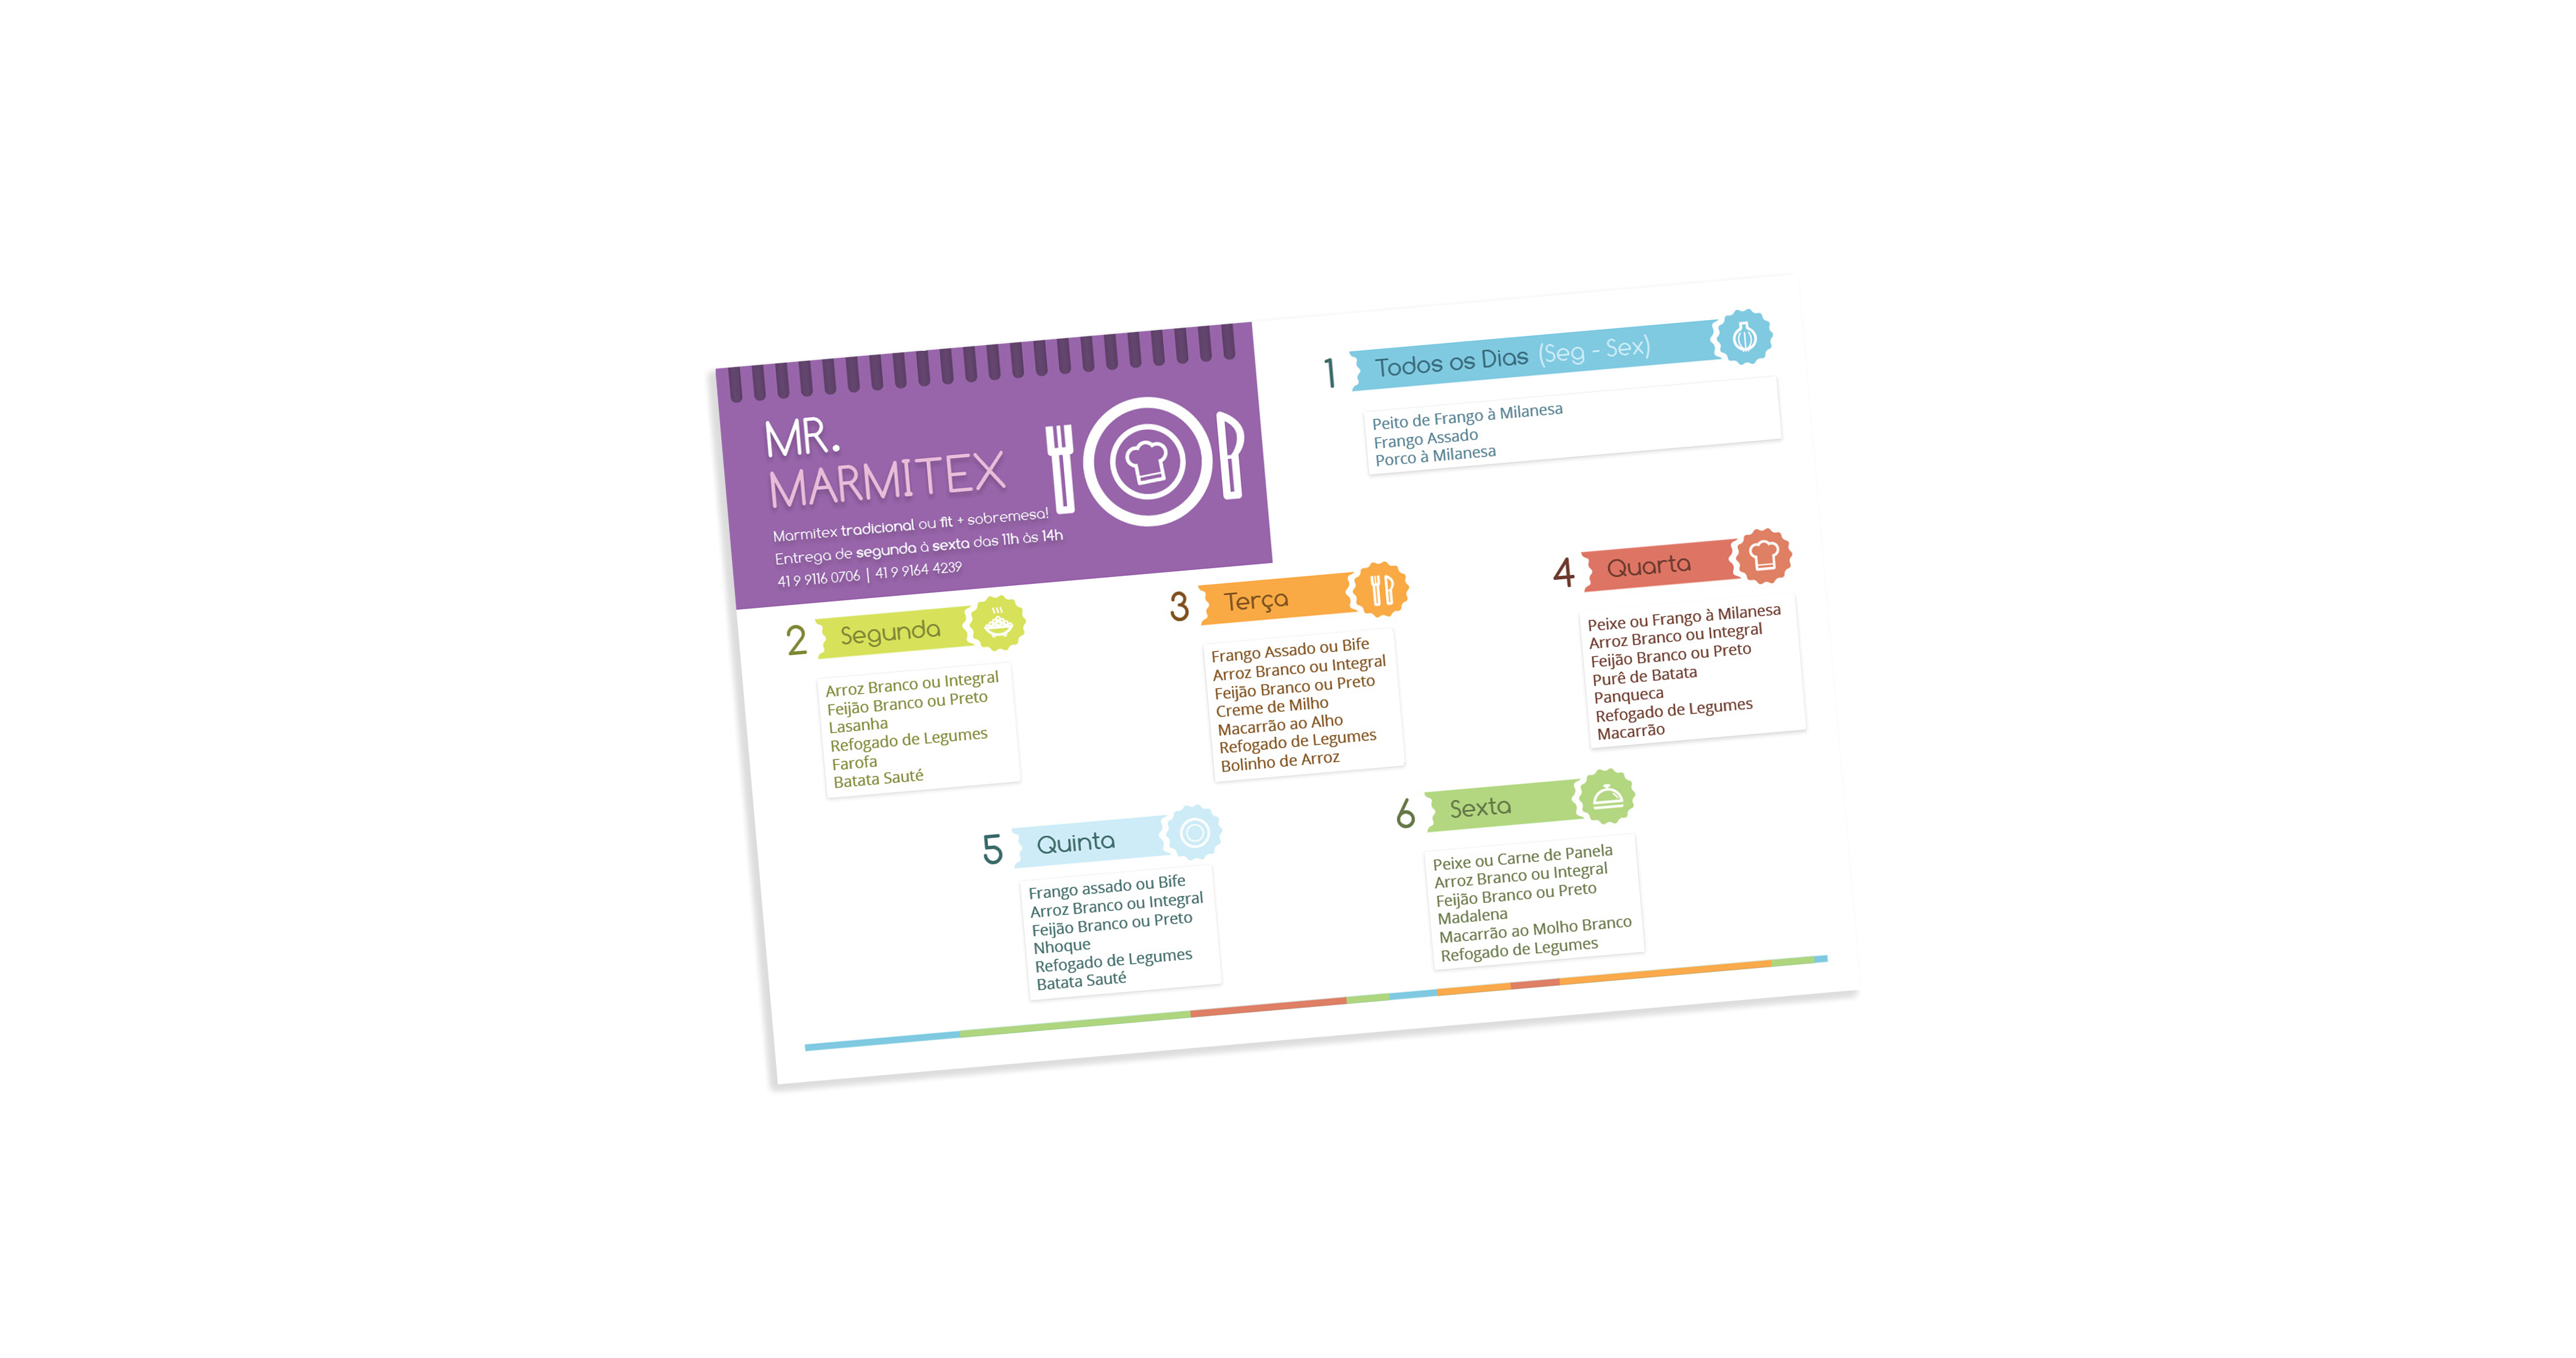 MR.
MARMITEX
Marmitex tradicional ou fit + sobremesa!
Entrega de segunda à sexta das 11h às 14h
41 9 9116 0706 | 41 9 9164 4239
1 Todos os Dias (Seg - Sex)
Peito de Frango à Milanesa
Frango Assado
Porco à Milanesa
2 Segunda
Arroz Branco ou Integral
Feijão Branco ou Preto
Lasanha
Refogado de Legumes
Farofa
Batata Sauté
3 Terça
Frango Assado ou Bife
Arroz Branco ou Integral
Feijão Branco ou Preto
Creme de Milho
Macarrão ao Alho
Refogado de Legumes
Bolinho de Arroz
4 Quarta
Peixe ou Frango à Milanesa
Arroz Branco ou Integral
Feijão Branco ou Preto
Purê de Batata
Panqueca
Refogado de Legumes
Macarrão
5 Quinta
Frango assado ou Bife
Arroz Branco ou Integral
Feijão Branco ou Preto
Nhoque
Refogado de Legumes
Batata Sauté
6 Sexta
Peixe ou Carne de Panela
Arroz Branco ou Integral
Feijão Branco ou Preto
Madalena
Macarrão ao Molho Branco
Refogado de Legumes